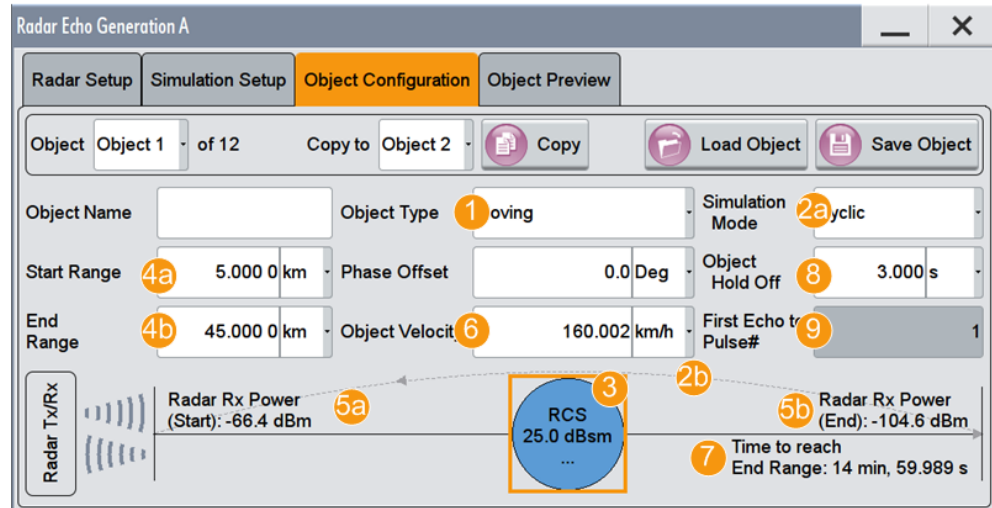 Radar Echo Generation A
Radar Setup Simulation Setup Object Configuration Object Preview
Object Object 1 of 12 Copy to Object 2 Copy Load Object Save Object
Object Name Object Type 1 oving Simulation Mode 2a yclic
Start Range 4a 5.000 0 km Phase Offset 0.0 Deg Object Hold Off 8 3.000 s
End Range 4b 45.000 0 km Object Velocit 6 160.002 km/h First Echo to Pulse# 9 1
2b
Radar Tx/Rx
Radar Rx Power
(Start): -66.4 dBm
5a
3
RCS
25.0 dBsm
...
5b
Radar Rx Power
(End): -104.6 dBm
7
Time to reach
End Range: 14 min, 59.989 s